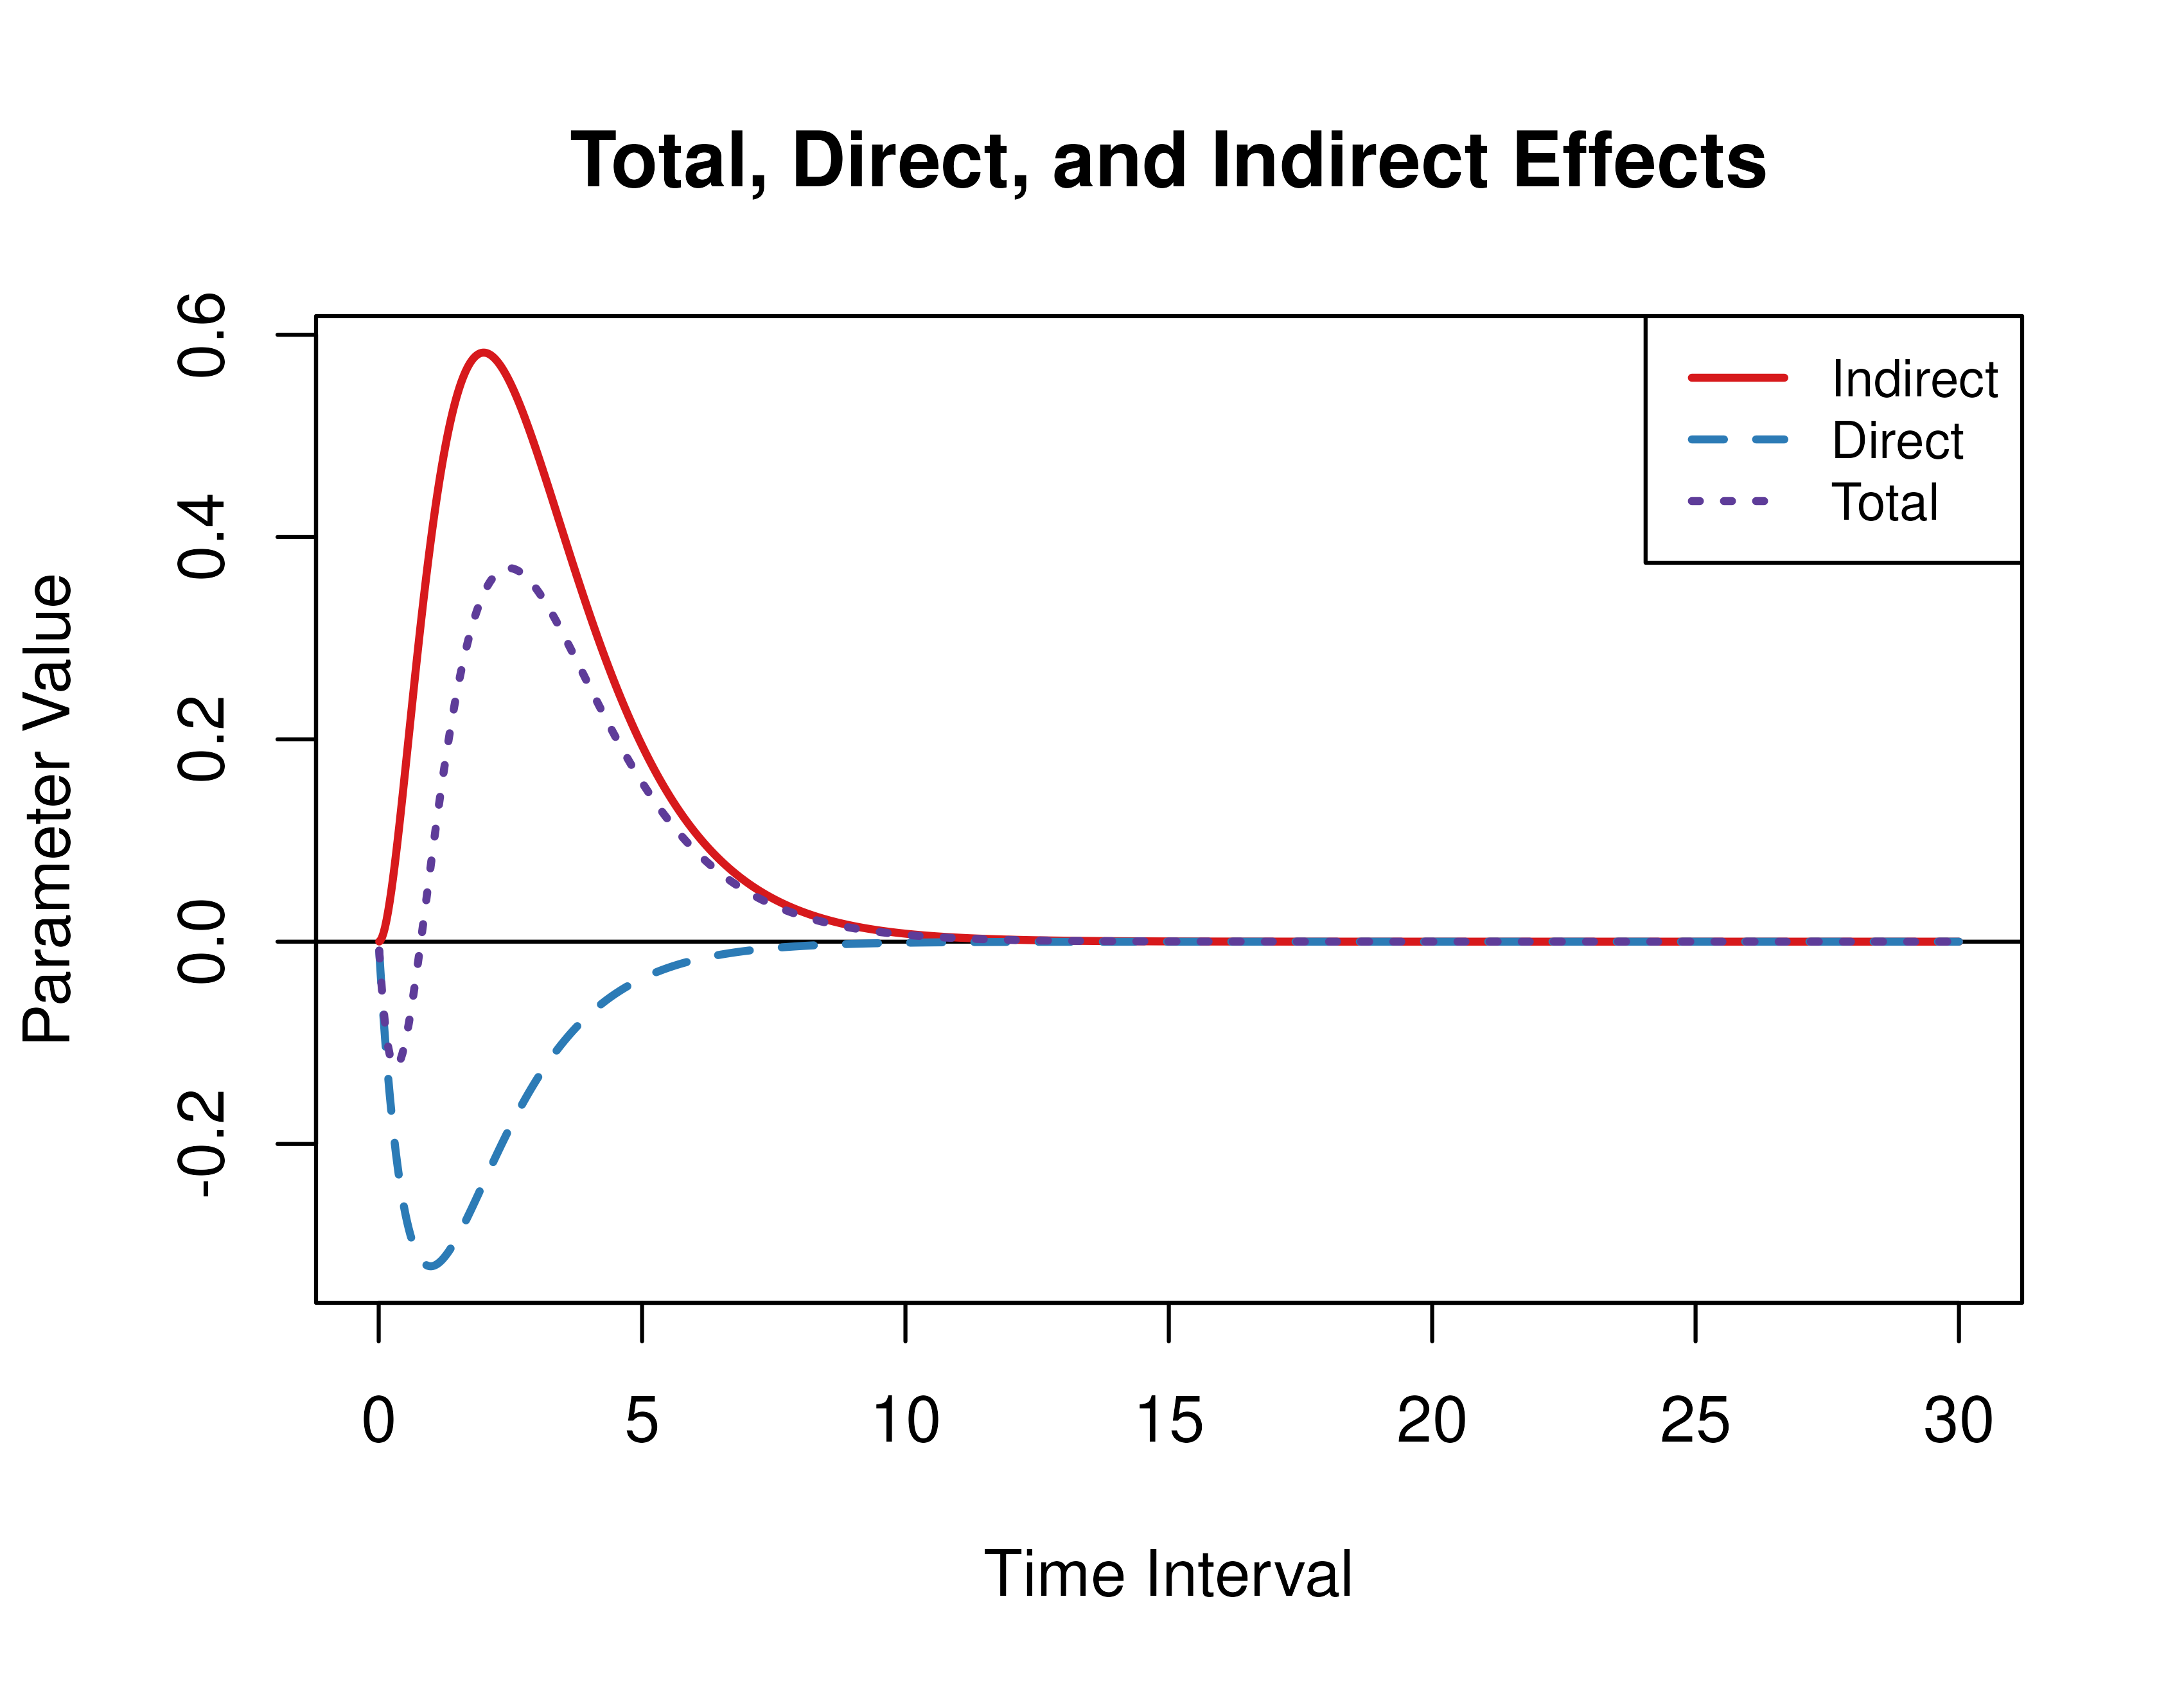 Total, Direct, and Indirect Effects
Parameter Value
0.6
0.4
0.2
0.0
-0.2
Indirect
Direct
Total
0 5 10 15 20 25 30
Time Interval